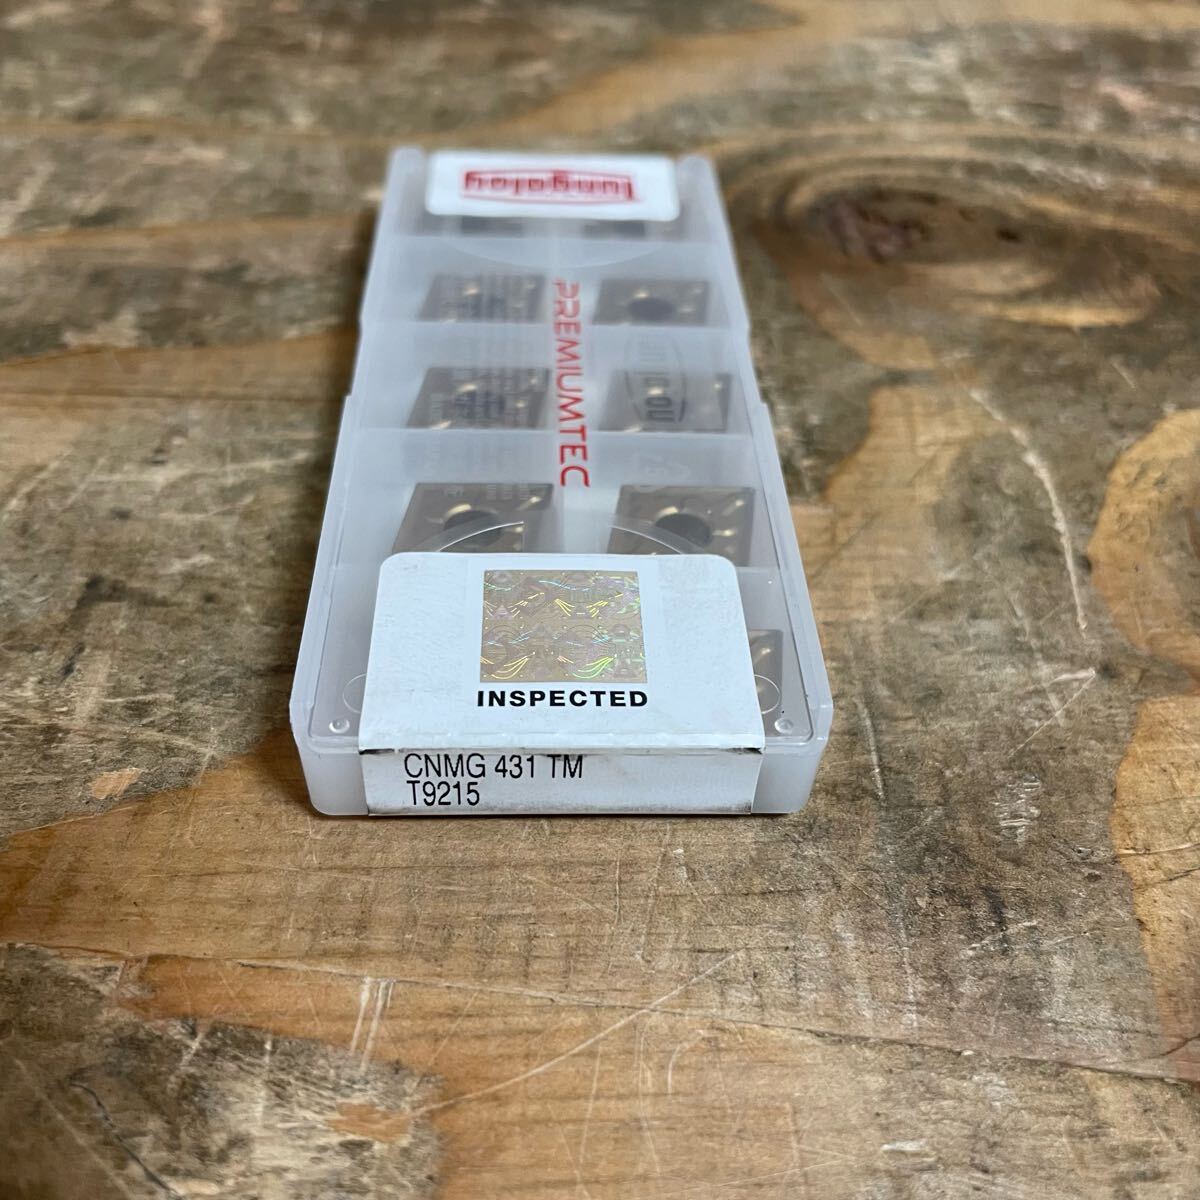 Tungaloy
PREMIUMTEC
INSPECTED
CNMG 431 TM
T9215